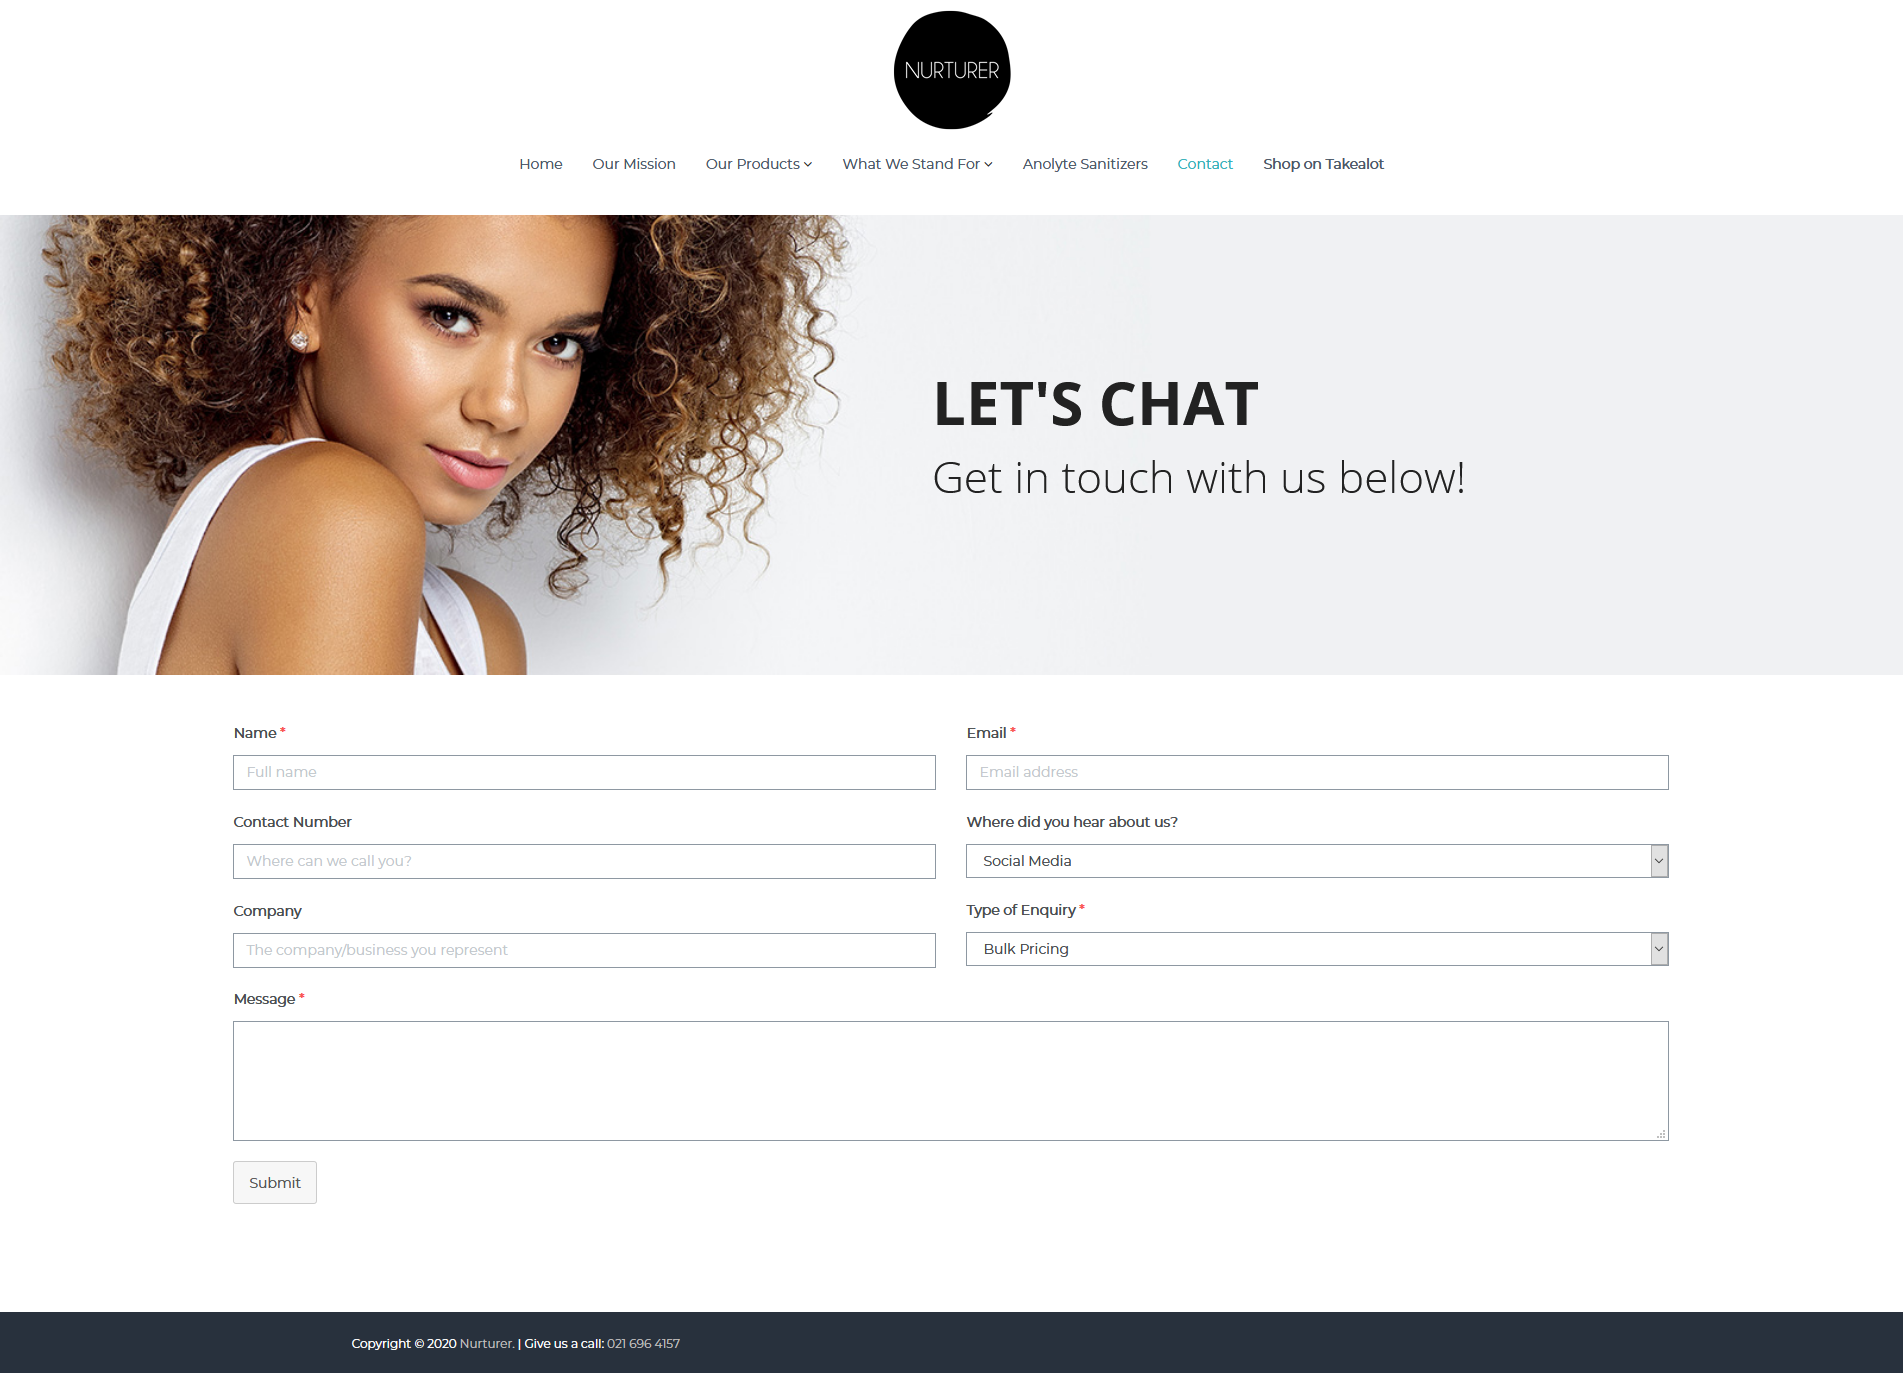 NURTURER
Home Our Mission Our Products What We Stand For Anolyte Sanitizers Contact Shop on Takealot
LET'S CHAT
Get in touch with us below!
Name * Email *
Full name Email address
Contact Number Where did you hear about us?
Where can we call you? Social Media
Company Type of Enquiry *
The company/business you represent Bulk Pricing
Message *
Submit
Copyright © 2020 Nurturer. | Give us a call: 021 696 4157